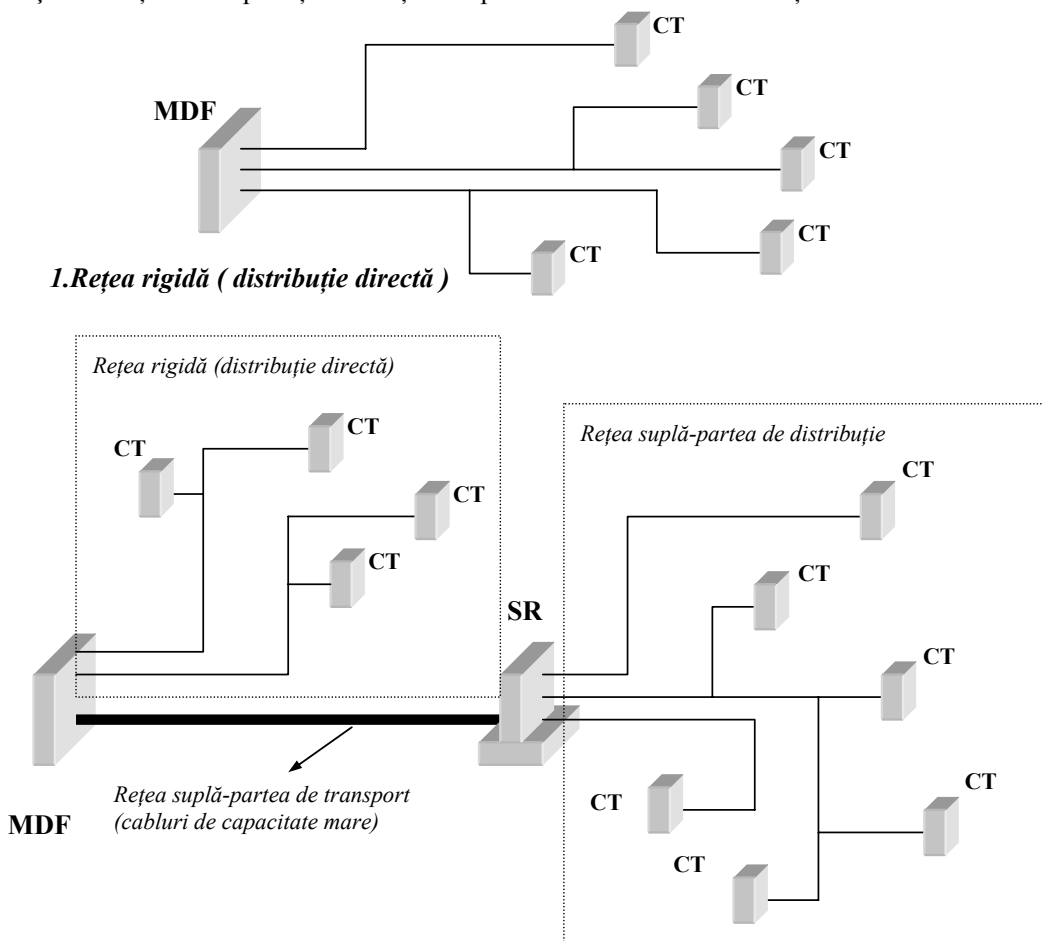 CT
CT
MDF
CT
CT
CT
1.Rețea rigidă ( distribuție directă )
Rețea rigidă (distribuție directă)
CT
CT
CT
CT
Rețea suplă-partea de distribuție
CT
CT
SR
CT
CT
CT
CT
Rețea suplă-partea de transport
(cabluri de capacitate mare)
MDF